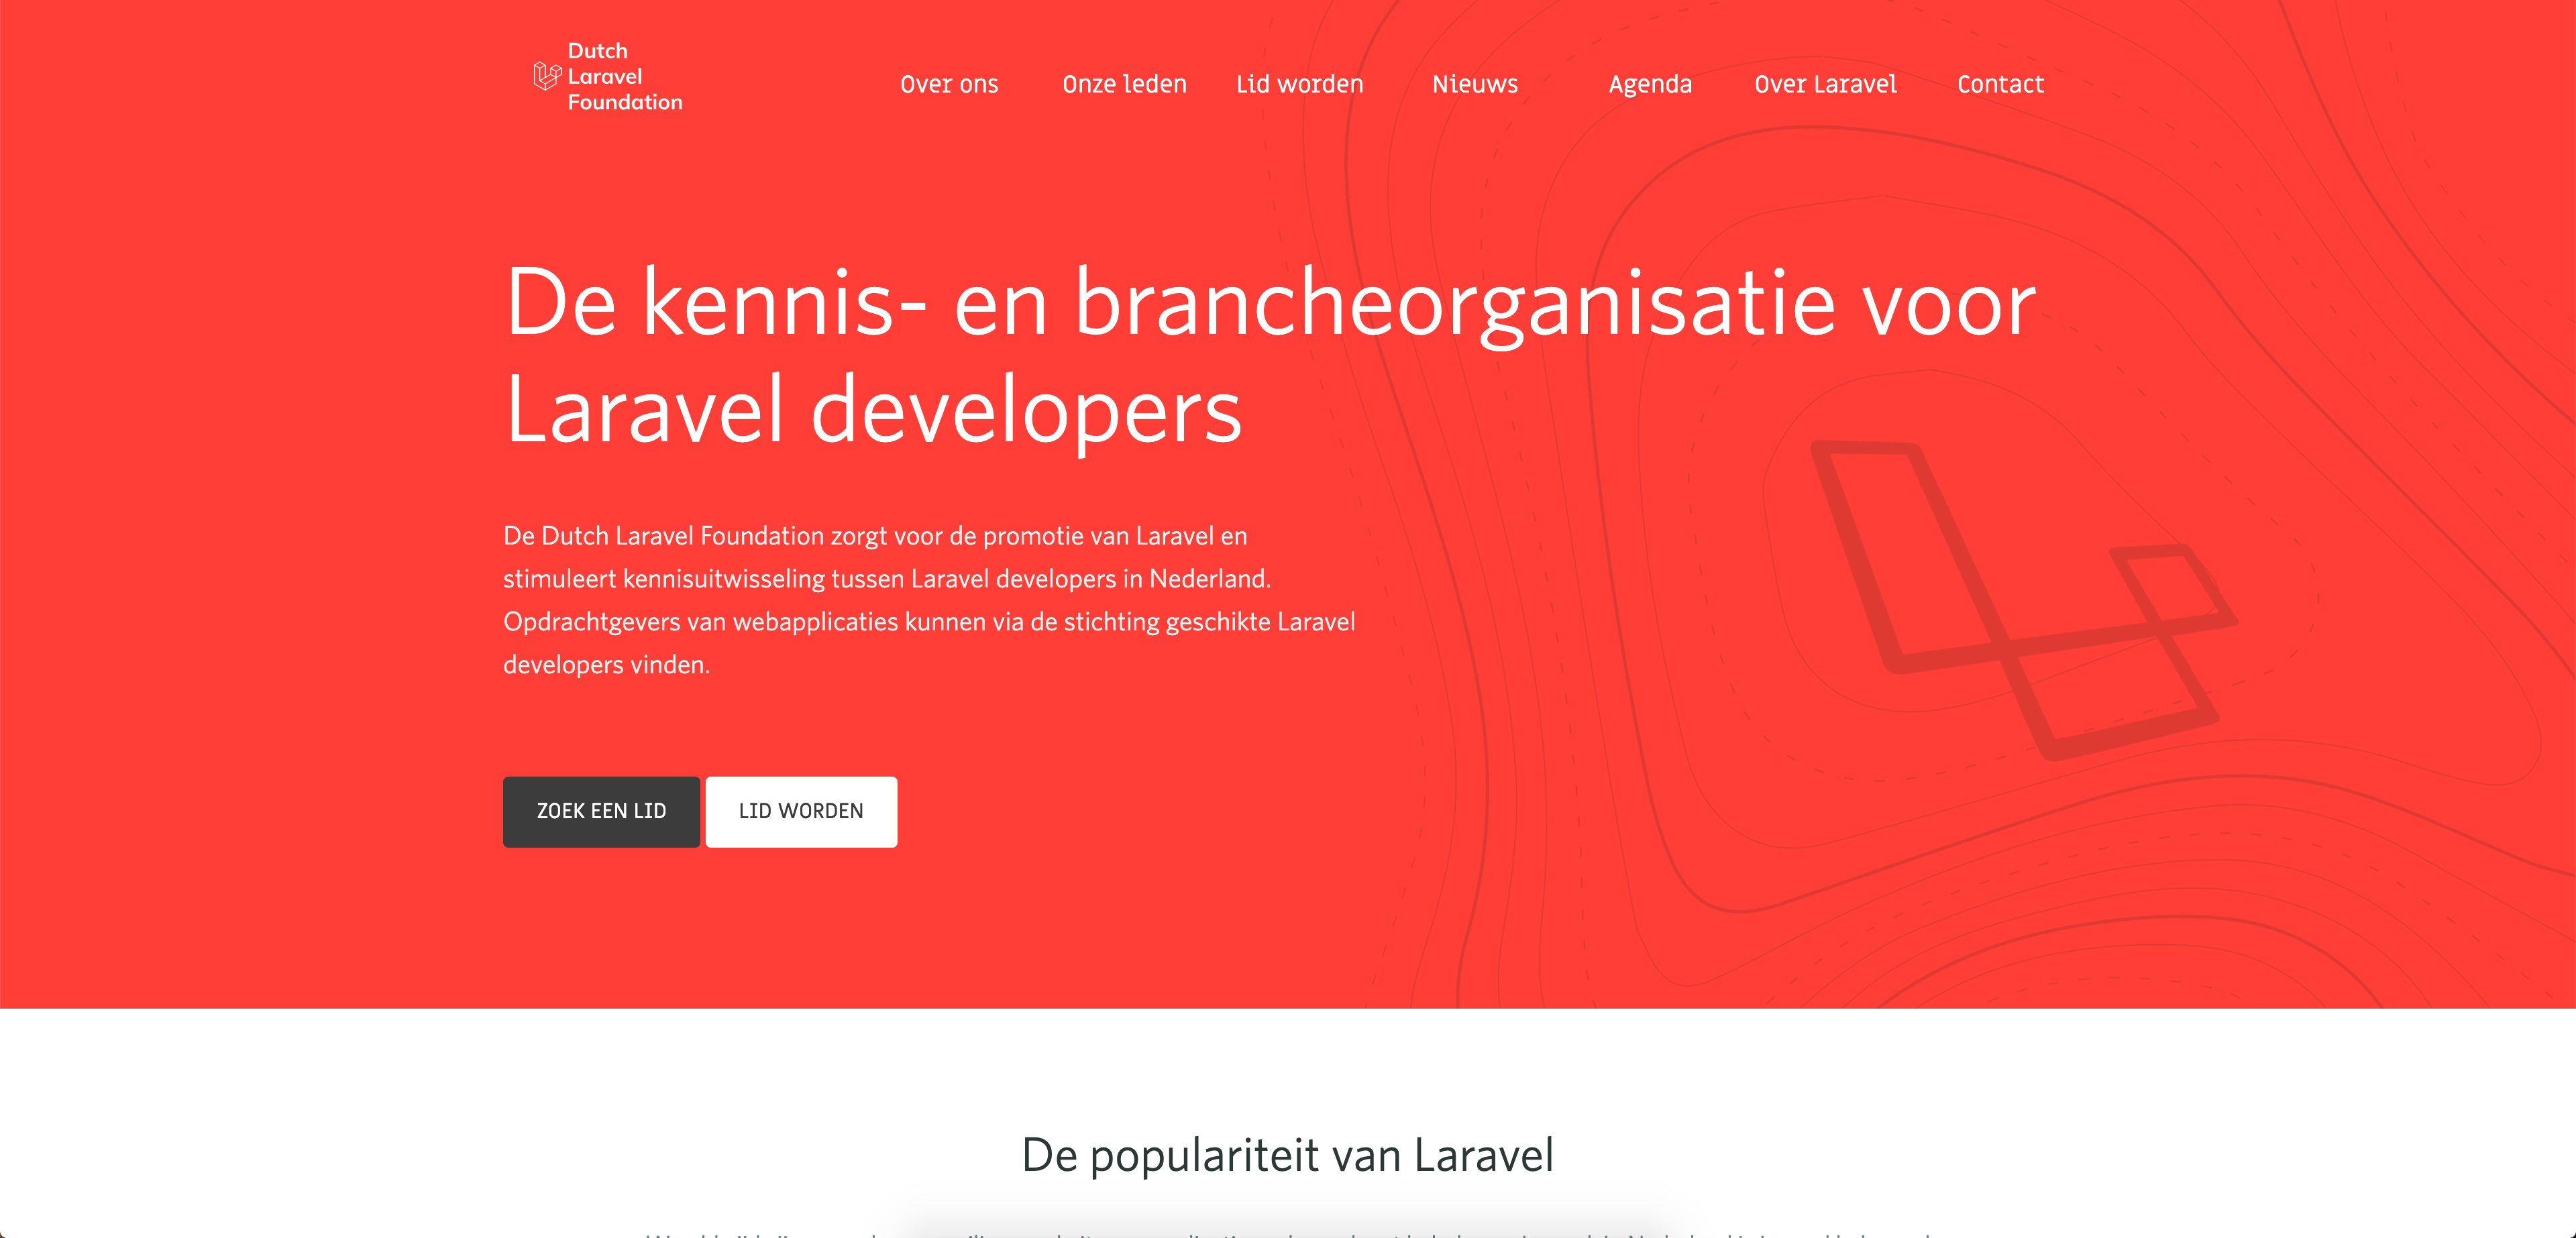 Dutch
Laravel
Foundation
Over ons Onze leden Lid worden Nieuws Agenda Over Laravel Contact
De kennis- en brancheorganisatie voor
Laravel developers
De Dutch Laravel Foundation zorgt voor de promotie van Laravel en
stimuleert kennisuitwisseling tussen Laravel developers in Nederland.
Opdrachtgevers van webapplicaties kunnen via de stichting geschikte Laravel
developers vinden.
ZOEK EEN LID LID WORDEN
De populariteit van Laravel